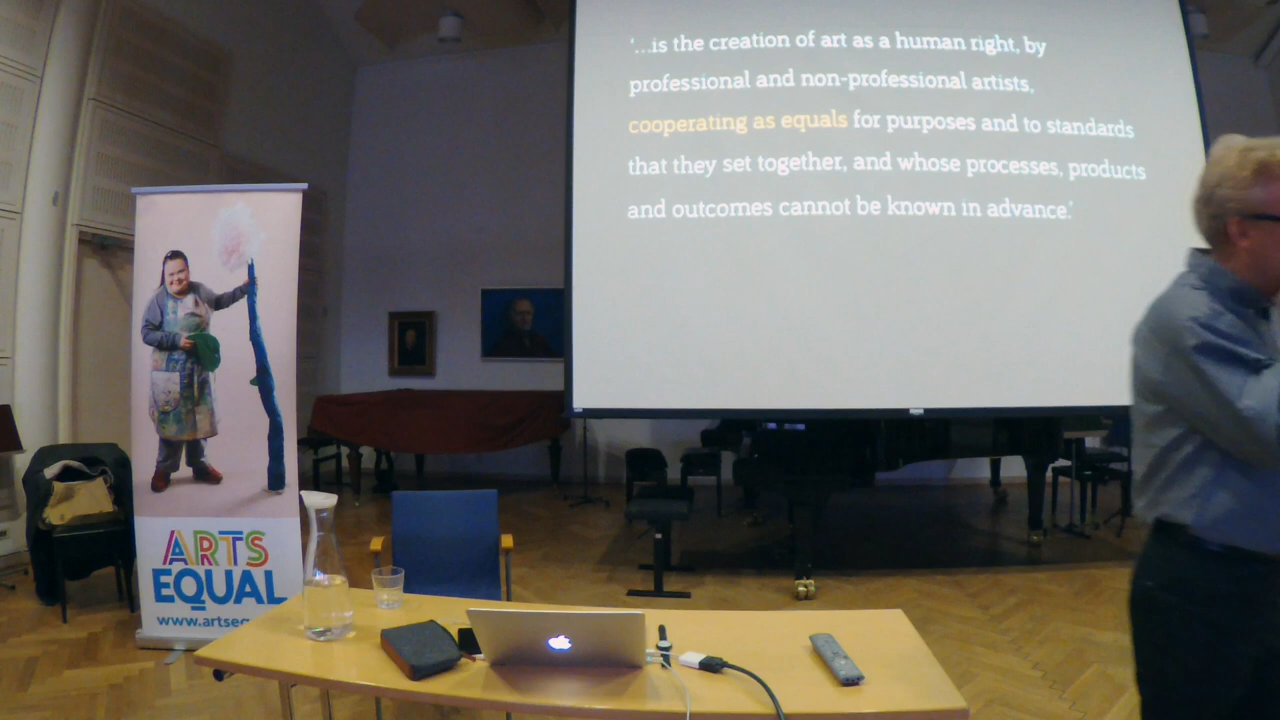 '...is the creation of art as a human right, by
professional and non-professional artists,
cooperating as equals for purposes and to standards
that they set together, and whose processes, products
and outcomes cannot be known in advance.'
ARTS
EQUAL
www.artseq